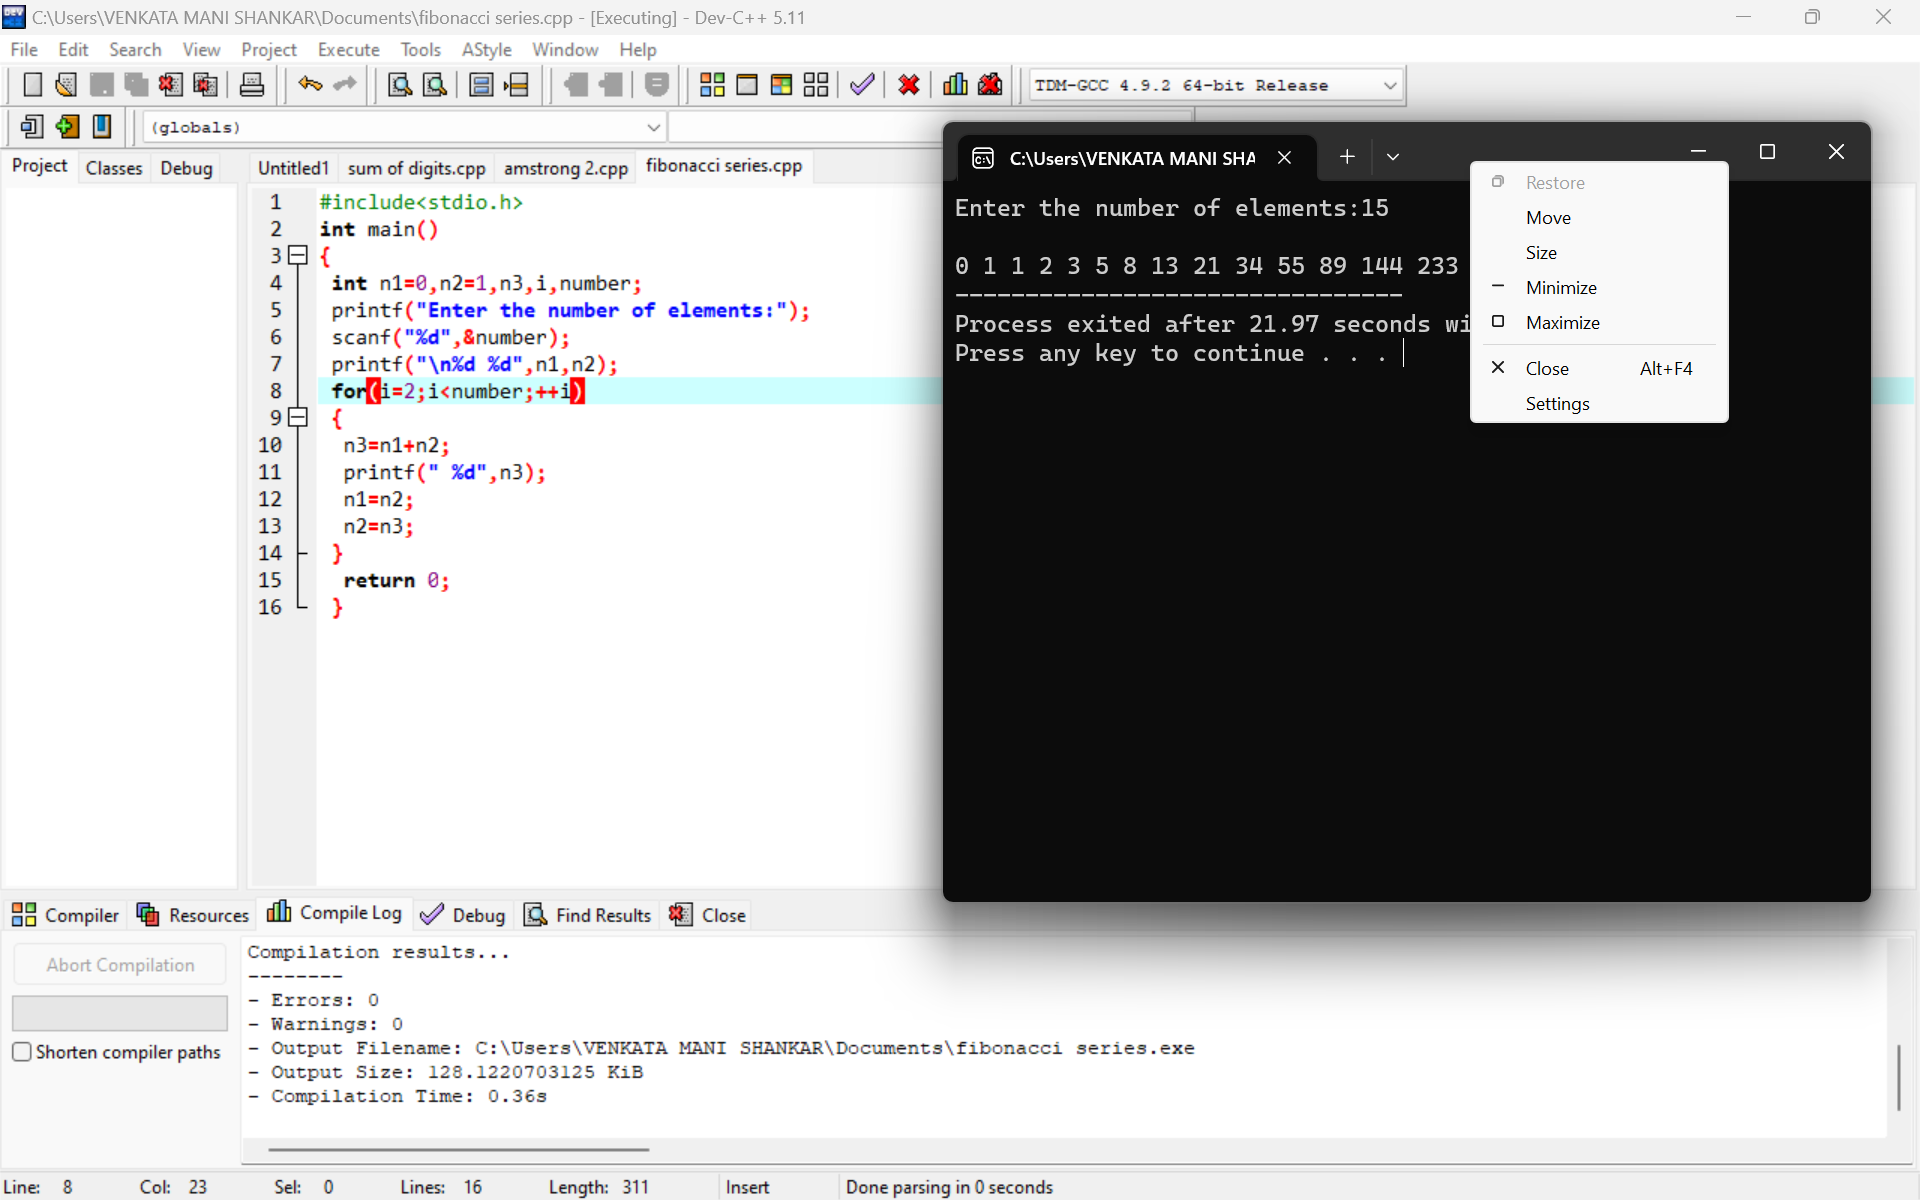 C:\Users\VENKATA MANI SHANKAR\Documents\fibonacci series.cpp - [Executing] - Dev-C++ 5.11
File Edit Search View Project Execute Tools AStyle Window Help
TDM-GCC 4.9.2 64-bit Release
(globals)
Project Classes Debug
Untitled1 sum of digits.cpp amstrong 2.cpp fibonacci series.cpp
1 #include<stdio.h>
2 int main()
3 {
4 int n1=0,n2=1,n3,i,number;
5 printf("Enter the number of elements:");
6 scanf("%d",&number);
7 printf("\n%d %d",n1,n2);
8 for(i=2;i<number;++i)
9 {
10 n3=n1+n2;
11 printf(" %d",n3);
12 n1=n2;
13 n2=n3;
14 }
15 return 0;
16 }
C:\Users\VENKATA MANI SHA
Enter the number of elements:15
0 1 1 2 3 5 8 13 21 34 55 89 144 233
--------------------------------
Process exited after 21.97 seconds wi
Press any key to continue . . .
Restore
Move
Size
Minimize
Maximize
Close Alt+F4
Settings
Compiler Resources Compile Log Debug Find Results Close
Abort Compilation
Shorten compiler paths
Compilation results...
--------
- Errors: 0
- Warnings: 0
- Output Filename: C:\Users\VENKATA MANI SHANKAR\Documents\fibonacci series.exe
- Output Size: 128.1220703125 KiB
- Compilation Time: 0.36s
Line: 8 Col: 23 Sel: 0 Lines: 16 Length: 311 Insert Done parsing in 0 seconds